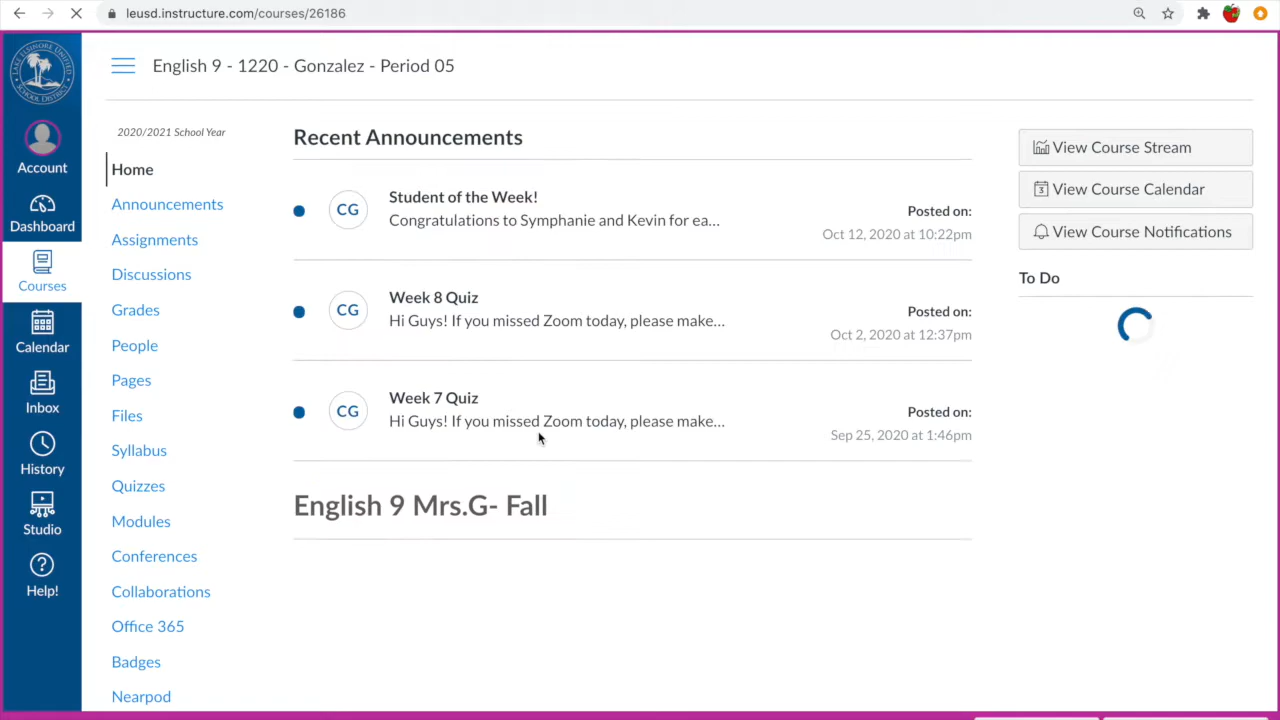 leusd.instructure.com/courses/26186
LAKE ELSINORE UNIFIED
SCHOOL DISTRICT
English 9 - 1220 - Gonzalez - Period 05
Account
Dashboard
Courses
Calendar
Inbox
History
Studio
Help!
2020/2021 School Year
Home
Announcements
Assignments
Discussions
Grades
People
Pages
Files
Syllabus
Quizzes
Modules
Conferences
Collaborations
Office 365
Badges
Nearpod
Recent Announcements
CG
Student of the Week!
Congratulations to Symphanie and Kevin for ea...
Posted on:
Oct 12, 2020 at 10:22pm
CG
Week 8 Quiz
Hi Guys! If you missed Zoom today, please make...
Posted on:
Oct 2, 2020 at 12:37pm
CG
Week 7 Quiz
Hi Guys! If you missed Zoom today, please make...
Posted on:
Sep 25, 2020 at 1:46pm
English 9 Mrs.G- Fall
View Course Stream
3
View Course Calendar
View Course Notifications
To Do